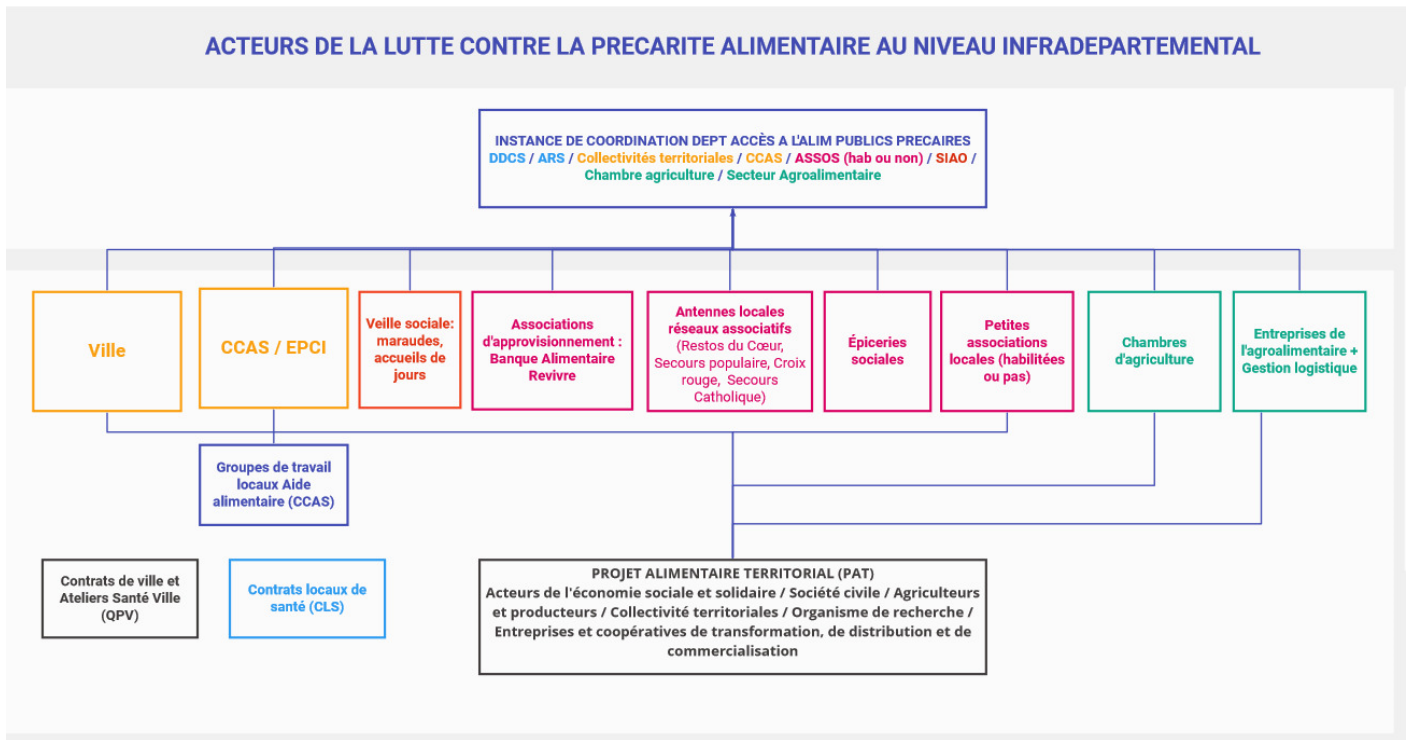 ACTEURS DE LA LUTTE CONTRE LA PRECARITE ALIMENTAIRE AU NIVEAU INFRADEPARTEMENTAL
INSTANCE DE COORDINATION DEPT ACCÈS A L'ALIM PUBLICS PRECAIRES
DDCS / ARS / Collectivités territoriales / CCAS / ASSOS (hab ou non) / SIAO /
Chambre agriculture / Secteur Agroalimentaire
Ville
CCAS / EPCI
Veille sociale:
maraudes,
accueils de
jours
Associations
d'approvisionnement :
Banque Alimentaire
Revivre
Antennes locales
réseaux associatifs
(Restos du Cœur,
Secours populaire, Croix
rouge, Secours
Catholique)
Épiceries
sociales
Petites
associations
locales (habilitées
ou pas)
Chambres
d'agriculture
Entreprises de
l'agroalimentaire +
Gestion logistique
Groupes de travail
locaux Aide
alimentaire (CCAS)
Contrats de ville et
Ateliers Santé Ville
(QPV)
Contrats locaux de
santé (CLS)
PROJET ALIMENTAIRE TERRITORIAL (PAT)
Acteurs de l'économie sociale et solidaire / Société civile / Agriculteurs
et producteurs / Collectivité territoriales / Organisme de recherche /
Entreprises et coopératives de transformation, de distribution et de
commercialisation